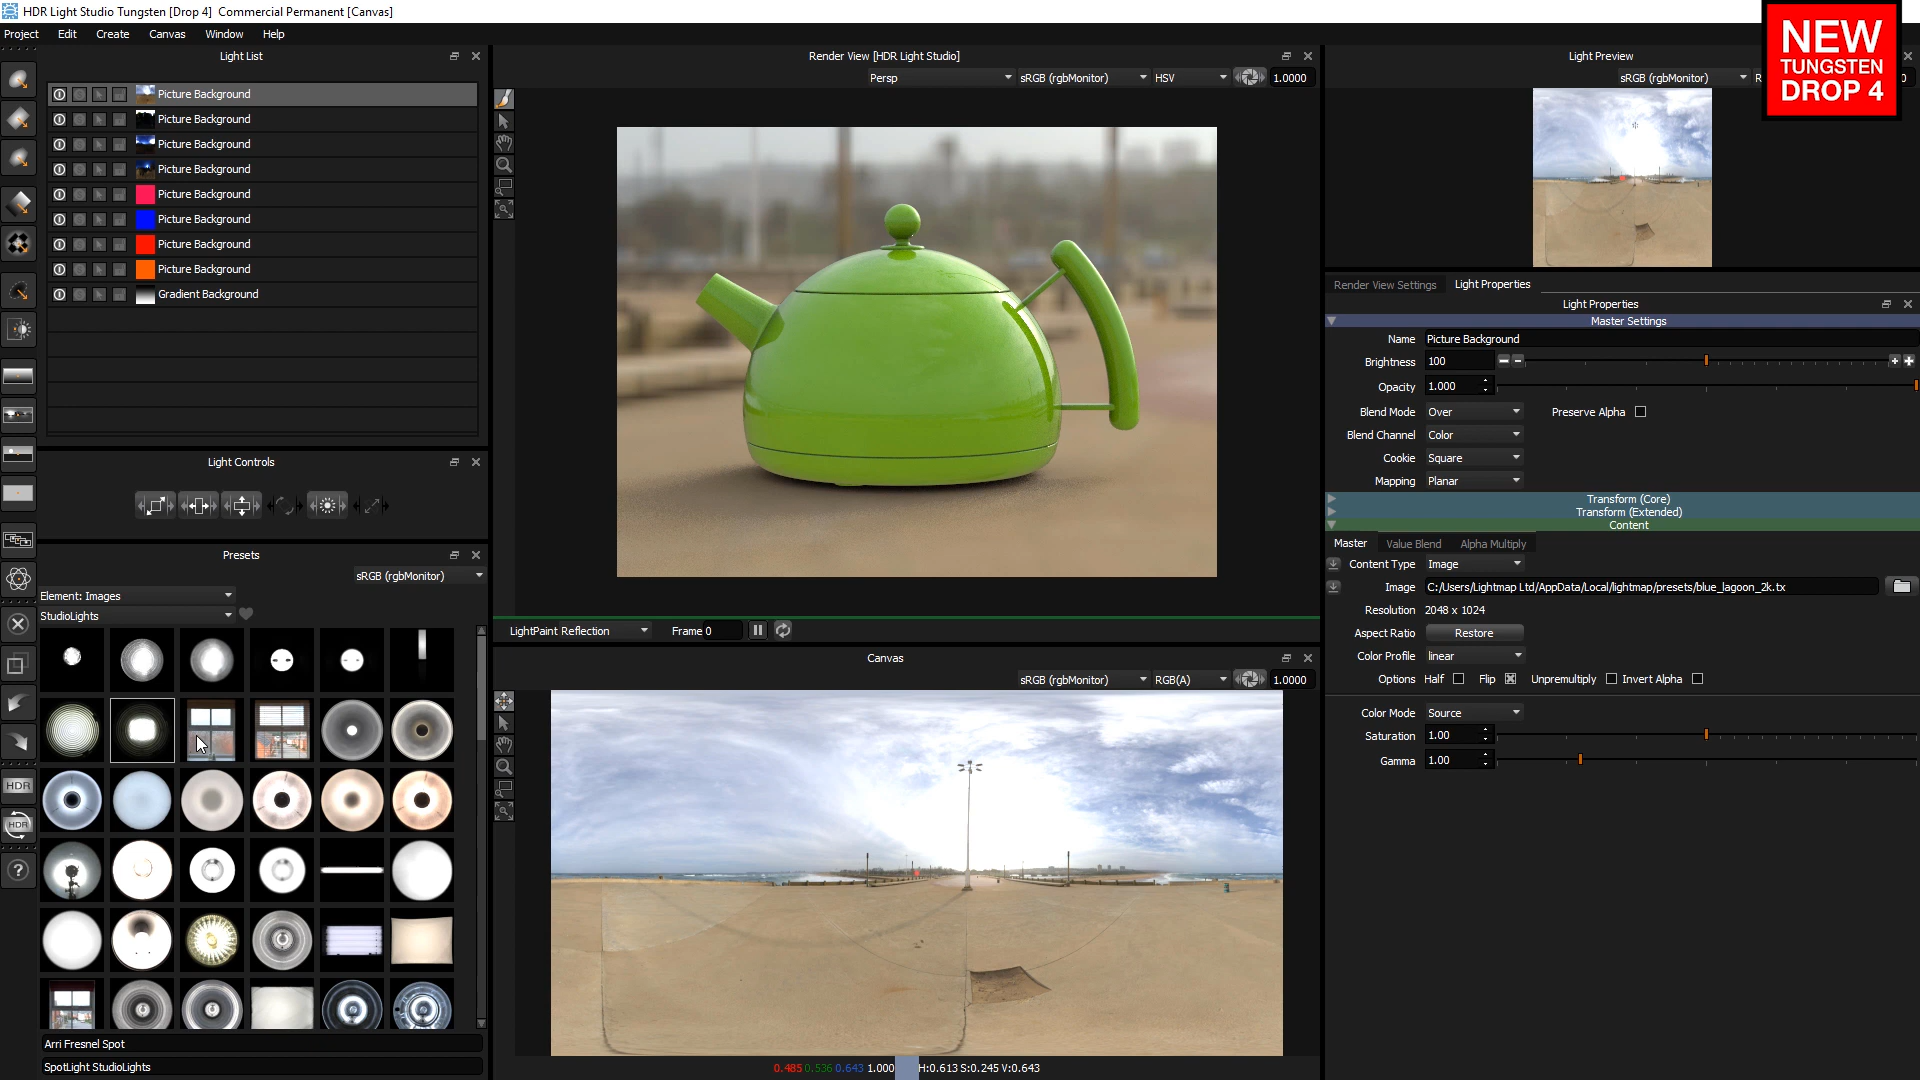 HDR Light Studio Tungsten [Drop 4]  Commercial Permanent [Canvas]
Project Edit Create Canvas Window Help
NEW
TUNGSTEN
DROP 4
Light List
Picture Background
Picture Background
Picture Background
Picture Background
Picture Background
Picture Background
Picture Background
Picture Background
Gradient Background
Light Controls
Presets
sRGB (rgbMonitor)
Element: Images
StudioLights
HDR
HDR
?
Arri Fresnel Spot
SpotLight StudioLights
Render View [HDR Light Studio]
Persp sRGB (rgbMonitor) HSV 1.0000
LightPaint Reflection Frame 0
Canvas
sRGB (rgbMonitor) RGB(A) 1.0000
0.485 0.536 0.643 1.000 H:0.613 S:0.245 V:0.643
Light Preview
sRGB (rgbMonitor)
Render View Settings Light Properties
Light Properties
Master Settings
Name Picture Background
Brightness 100
Opacity 1.000
Blend Mode Over Preserve Alpha
Blend Channel Color
Cookie Square
Mapping Planar
Transform (Core)
Transform (Extended)
Content
Master Value Blend Alpha Multiply
Content Type Image
Image C:/Users/Lightmap Ltd/AppData/Local/lightmap/presets/blue_lagoon_2k.tx
Resolution 2048 x 1024
Aspect Ratio Restore
Color Profile linear
Options Half Flip Unpremultiply Invert Alpha
Color Mode Source
Saturation 1.00
Gamma 1.00